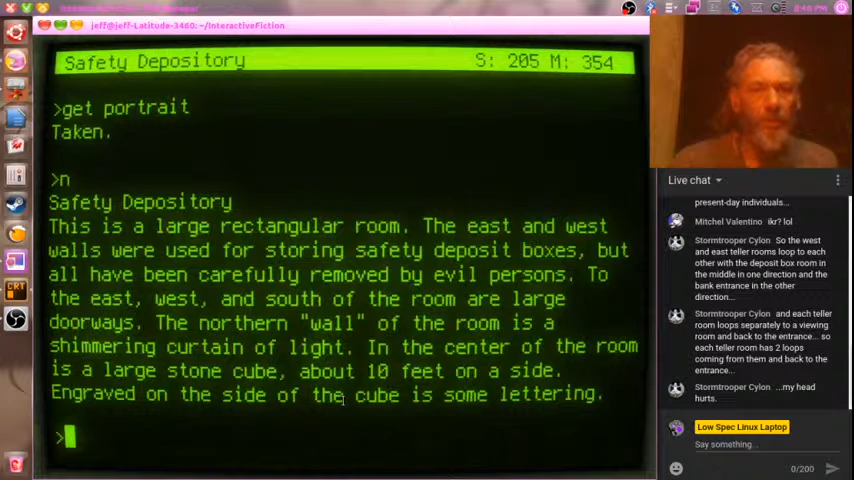 8:46 PM
jeff@jeff-Latitude-3460: ~/InteractiveFiction
Safety Depository S: 205 M: 354
>get portrait
Taken.
>n
Safety Depository
This is a large rectangular room. The east and west
walls were used for storing safety deposit boxes, but
all have been carefully removed by evil persons. To
the east, west, and south of the room are large
doorways. The northern "wall" of the room is a
shimmering curtain of light. In the center of the room
is a large stone cube, about 10 feet on a side.
Engraved on the side of the cube is some lettering.
>
CRT
Live chat
present-day individuals...
Mitchel Valentino ikr? lol
Stormtrooper Cylon So the west
and east teller rooms loop to each
other with the deposit box room in
the middle in one direction and the
bank entrance in the other
direction...
Stormtrooper Cylon and each teller
room loops separately to a viewing
room and back to the entrance... so
each teller room has 2 loops
coming from them and back to the
entrance.
Stormtrooper Cylon ...my head
hurts.
Low Spec Linux Laptop
Say something...
0/200